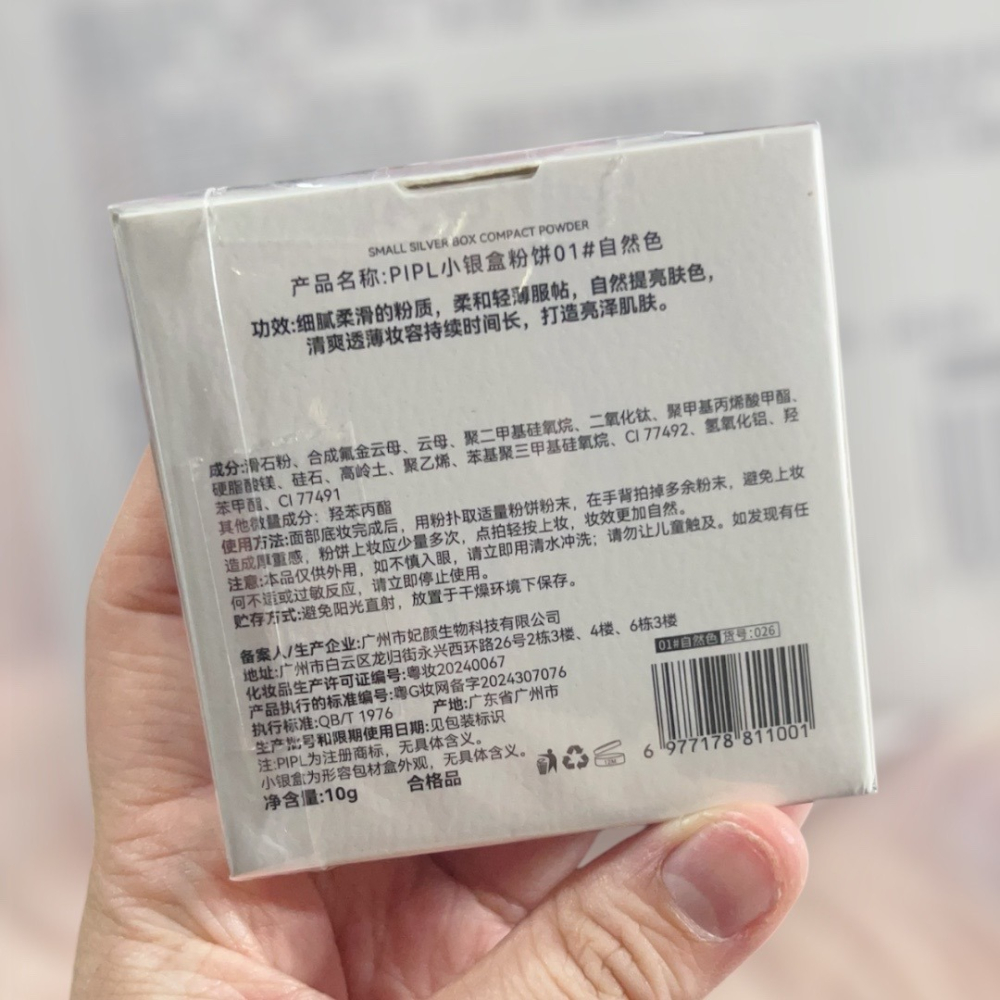 SMALL SILVER BOX COMPACT POWDER
产品名称:PIPL小银盒粉饼01#自然色
功效:细腻柔滑的粉质，柔和轻薄服帖，自然提亮肤色，
清爽透薄妆容持续时间长，打造亮泽肌肤。
成分:滑石粉、合成氟金云母、云母、聚二甲基硅氧烷、二氧化钛、聚甲基丙烯酸甲酯、
硬脂酸镁、硅石、高岭土、聚乙烯、苯基聚三甲基硅氧烷、CI 77492、氢氧化铝、羟
苯甲酯、CI 77491
其他微量成分：羟苯丙酯
使用方法:面部底妆完成后，用粉扑取适量粉饼粉末，在手背拍掉多余粉末，避免上妆
造成厚重感，粉饼上妆应少量多次，点拍轻按上妆，妆效更加自然。
注意:本品仅供外用，如不慎入眼，请立即用清水冲洗；请勿让儿童触及。如发现有任
何不适或过敏反应，请立即停止使用。
贮存方式:避免阳光直射，放置于干燥环境下保存。
备案人/生产企业:广州市妃颜生物科技有限公司
地址:广州市白云区龙归街永兴西环路26号2栋3楼、4楼、6栋3楼
化妆品生产许可证编号:粤妆20240067
产品执行的标准编号:粤G妆网备字2024307076
执行标准:QB/T 1976 产地:广东省广州市
生产批号和限期使用日期:见包装标识
注:PIPL为注册商标，无具体含义。
小银盒为形容包材盒外观，无具体含义。
净含量:10g 合格品
01#自然色 货号:026
6 977178 811001